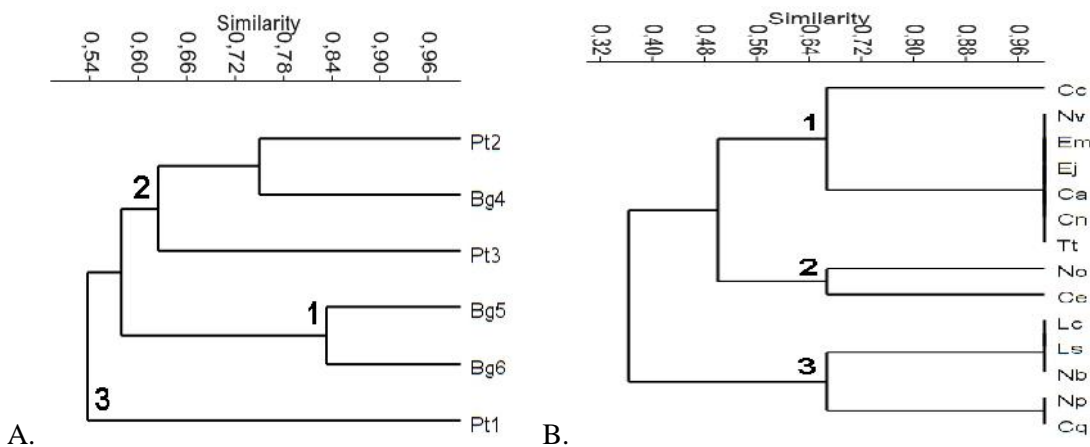 Similarity
0,54 0,60 0,66 0,72 0,78 0,84 0,90 0,96
Pt2
Bg4
2
Pt3
1
Bg5
Bg6
3
Pt1
A.
Similarity
0,32 0,40 0,48 0,56 0,64 0,72 0,80 0,88 0,96
Cc
1
Nv
Em
Ej
Ca
Cn
Tt
2
No
Ce
Lc
Ls
3
Nb
Np
Cq
B.